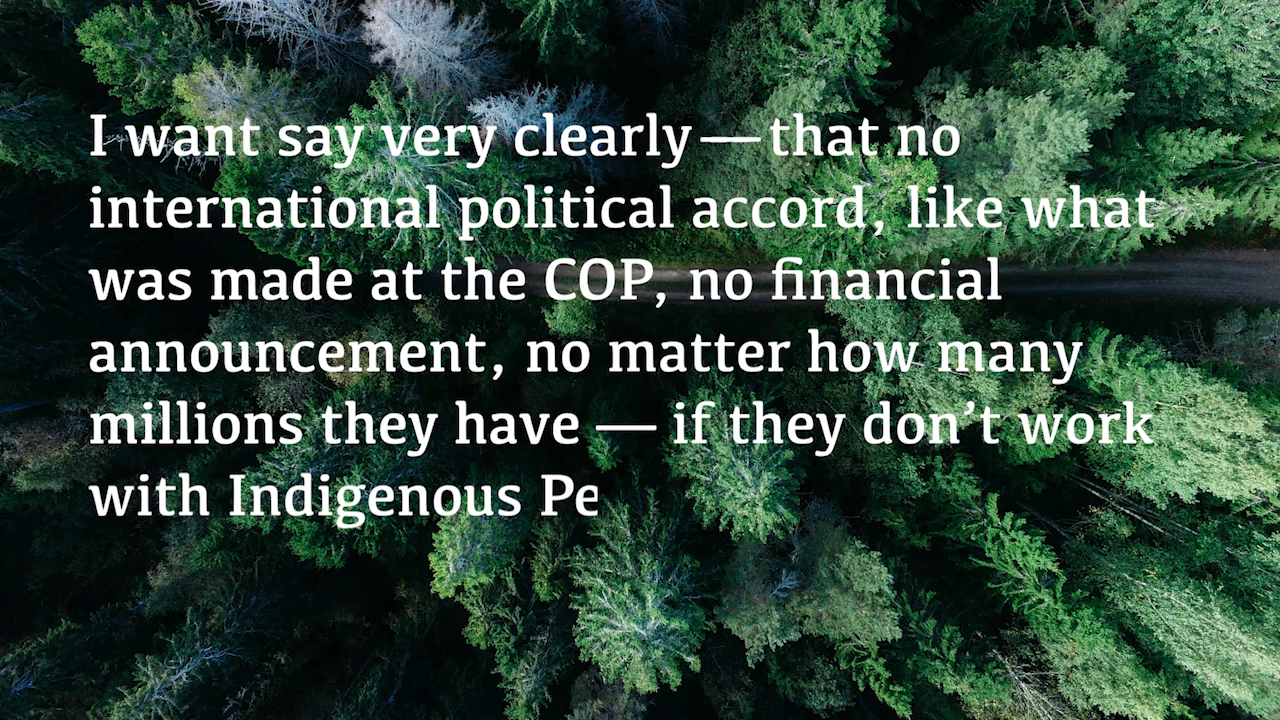 I want say very clearly — that no
international political accord, like what
was made at the COP, no financial
announcement, no matter how many
millions they have — if they don’t work
with Indigenous Pe